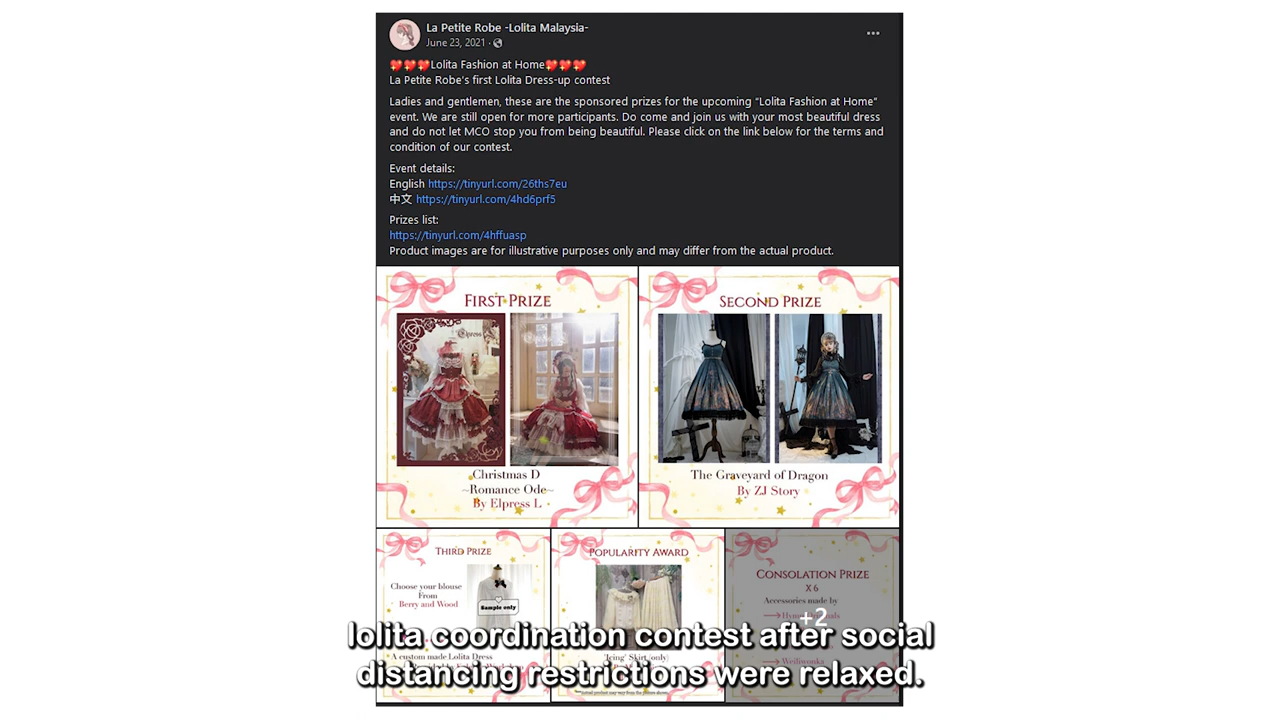 La Petite Robe -Lolita Malaysia-
June 23, 2021 ·
Lolita Fashion at Home
La Petite Robe's first Lolita Dress-up contest
Ladies and gentlemen, these are the sponsored prizes for the upcoming "Lolita Fashion at Home"
event. We are still open for more participants. Do come and join us with your most beautiful dress
and do not let MCO stop you from being beautiful. Please click on the link below for the terms and
condition of our contest.
Event details:
English https://tinyurl.com/26ths7eu
中文 https://tinyurl.com/4hd6prf5
Prizes list:
https://tinyurl.com/4hffuasp
Product images are for illustrative purposes only and may differ from the actual product.
FIRST PRIZE
Christmas D
~Romance Ode~
By Elpress L
SECOND PRIZE
The Graveyard of Dragon
By ZJ Story
THIRD PRIZE
Choose your blouse
From
Berry and Wood
Sample only
A custom made Lolita Dress
POPULARITY AWARD
'Icing' Skirt (only)
CONSOLATION PRIZE
X 6
Accessories made by
+2
Weiliwonka
lolita coordination contest after social
distancing restrictions were relaxed.